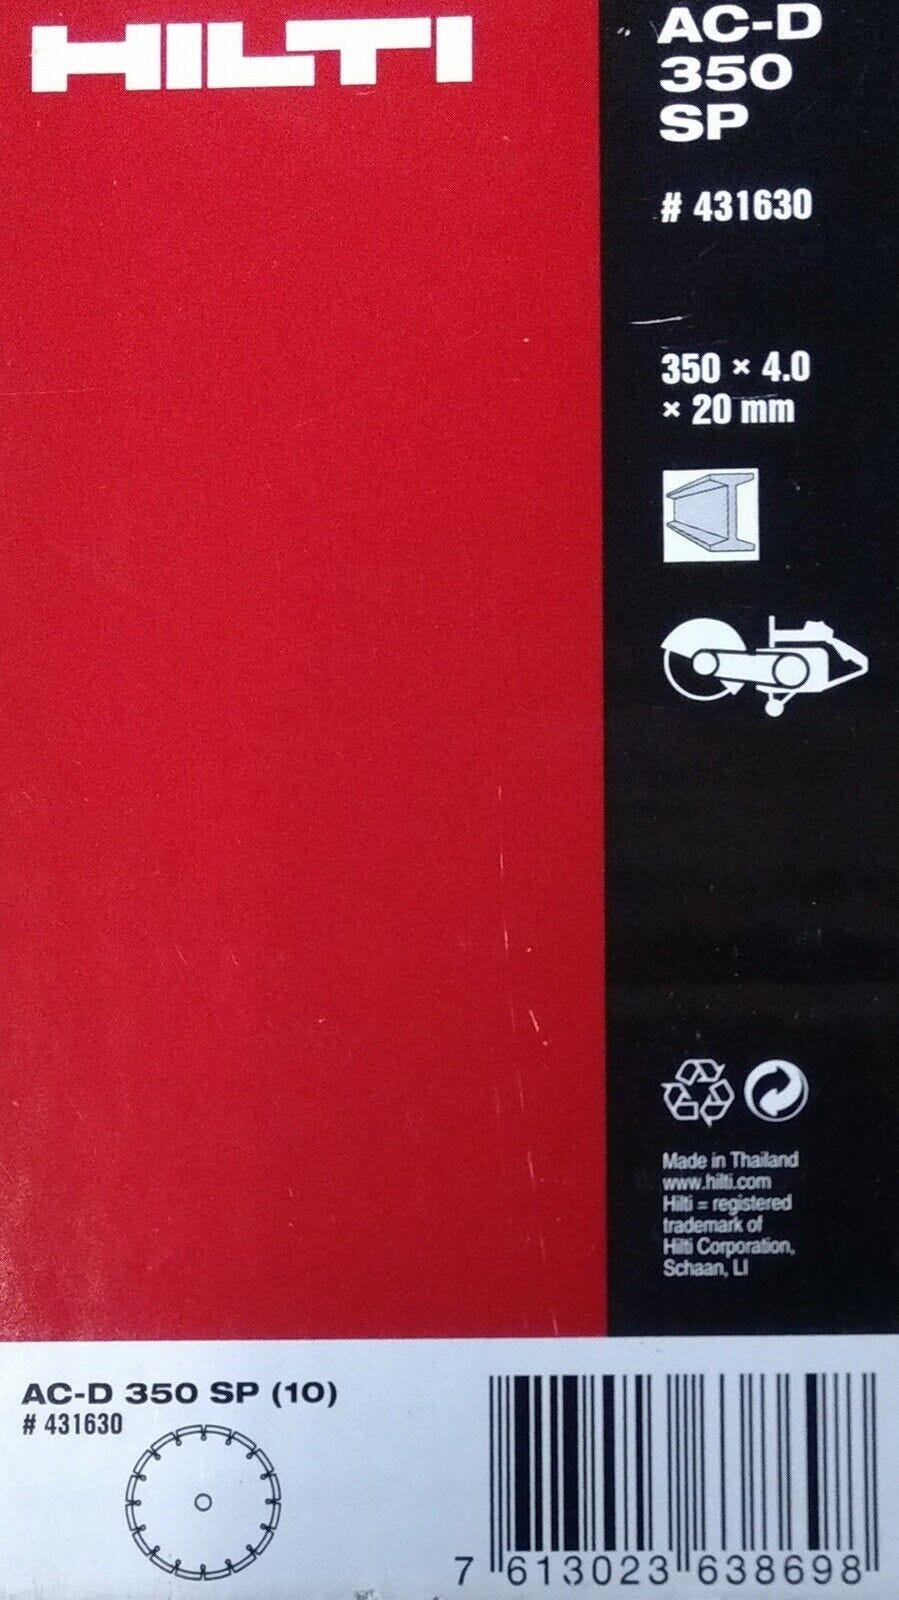 HILTI
AC-D
350
SP
# 431630
350 × 4.0
× 20 mm
Made in Thailand
www.hilti.com
Hilti = registered
trademark of
Hilti Corporation,
Schaan, LI
AC-D 350 SP (10)
# 431630
7 613023 638698